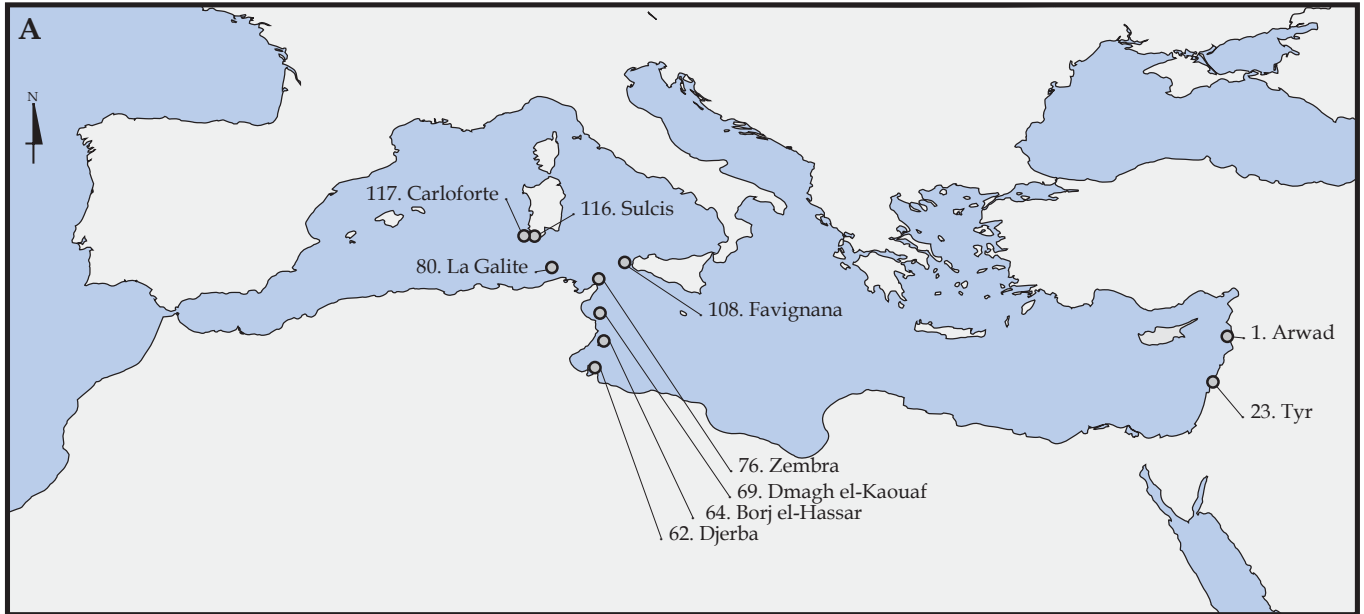 A
N
117. Carloforte
116. Sulcis
80. La Galite
108. Favignana
1. Arwad
23. Tyr
76. Zembra
69. Dmagh el-Kaouaf
64. Borj el-Hassar
62. Djerba